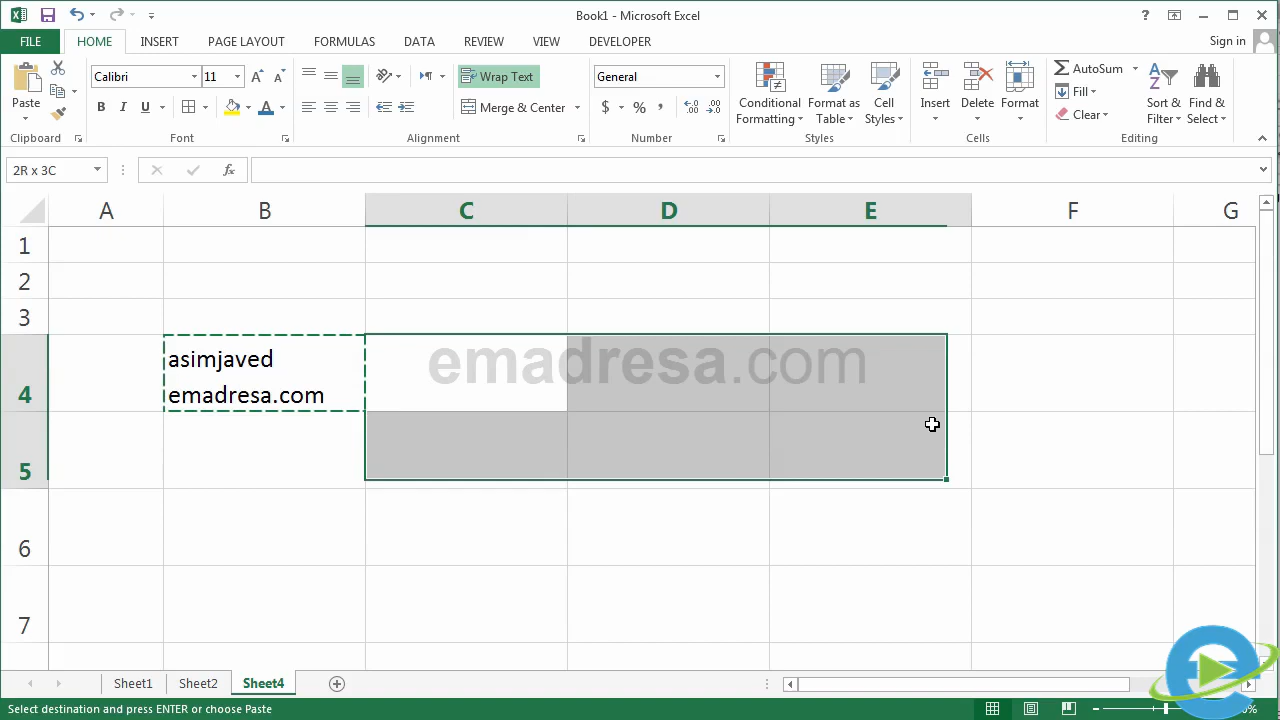 Book1 - Microsoft Excel
FILE HOME INSERT PAGE LAYOUT FORMULAS DATA REVIEW VIEW DEVELOPER Sign in
Paste Calibri 11 Wrap Text General Conditional Formatting Format as Table Cell Styles Insert Delete Format AutoSum Sort & Filter Find & Select
B I U Merge & Center $ % , Fill
Clear
Clipboard Font Alignment Number Styles Cells Editing
2R x 3C fx
A B C D E F G
1
2
3
4 asimjaved
emadresa.com
emadresa.com
5
6
7
Sheet1 Sheet2 Sheet4
Select destination and press ENTER or choose Paste